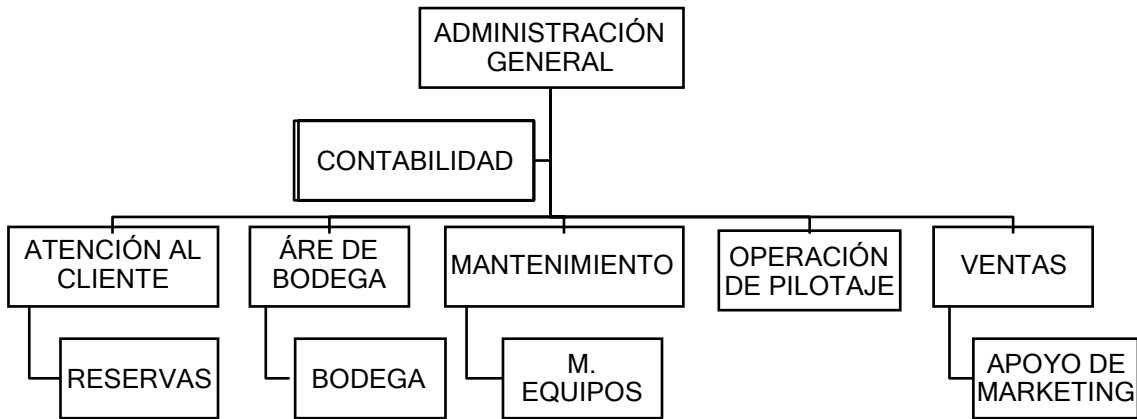 ADMINISTRACIÓN
GENERAL
CONTABILIDAD
ATENCIÓN AL
CLIENTE
ÁRE DE
BODEGA
MANTENIMIENTO
OPERACIÓN
DE PILOTAJE
VENTAS
RESERVAS
BODEGA
M.
EQUIPOS
APOYO DE
MARKETING